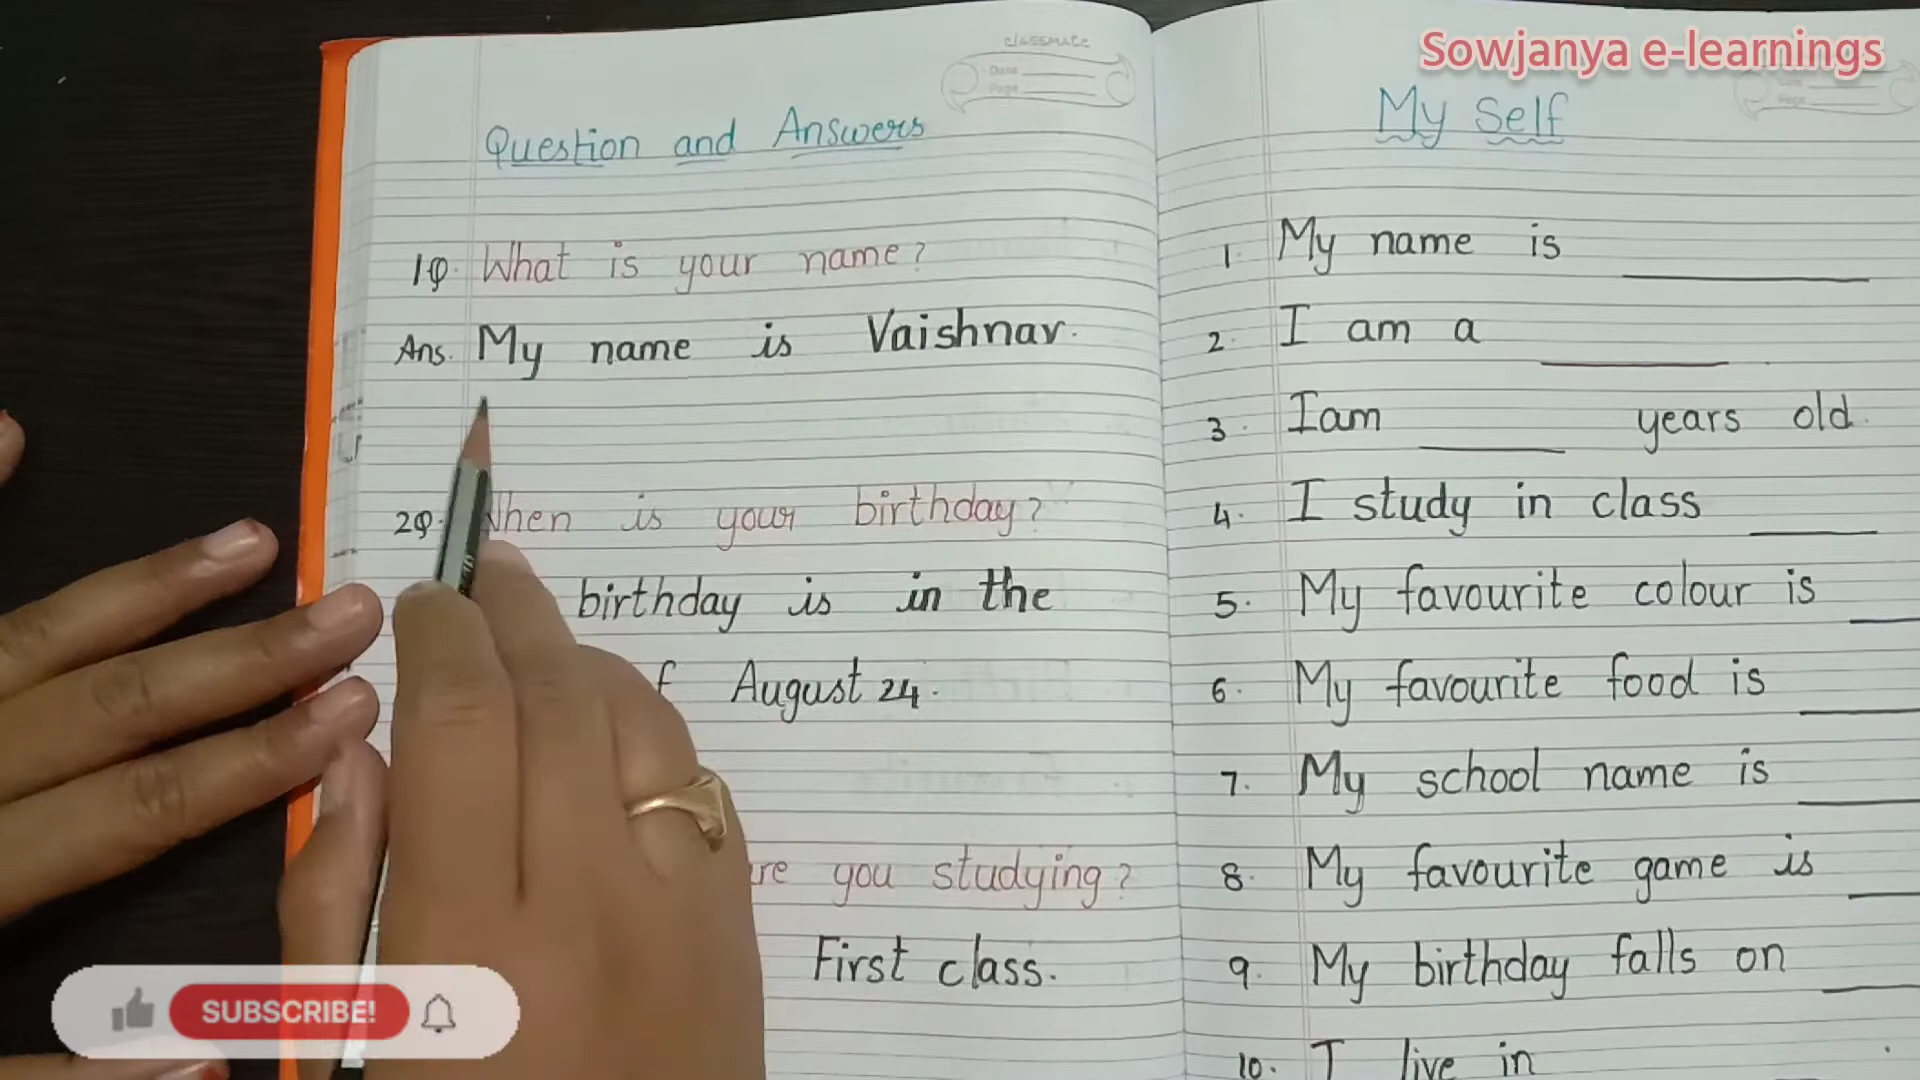 Sowjanya e-learnings
classmate
Date
Page
Question and Answers
1Q. What is your name?
Ans. My name is Vaishnav.
2Q. When is your birthday?
birthday is in the
August 24.
you studying?
First class.
My Self
1. My name is
2. I am a
3. I am years old.
4. I study in class
5. My favourite colour is
6. My favourite food is
7. My school name is
8. My favourite game is
9. My birthday falls on
10. I live in
SUBSCRIBE!